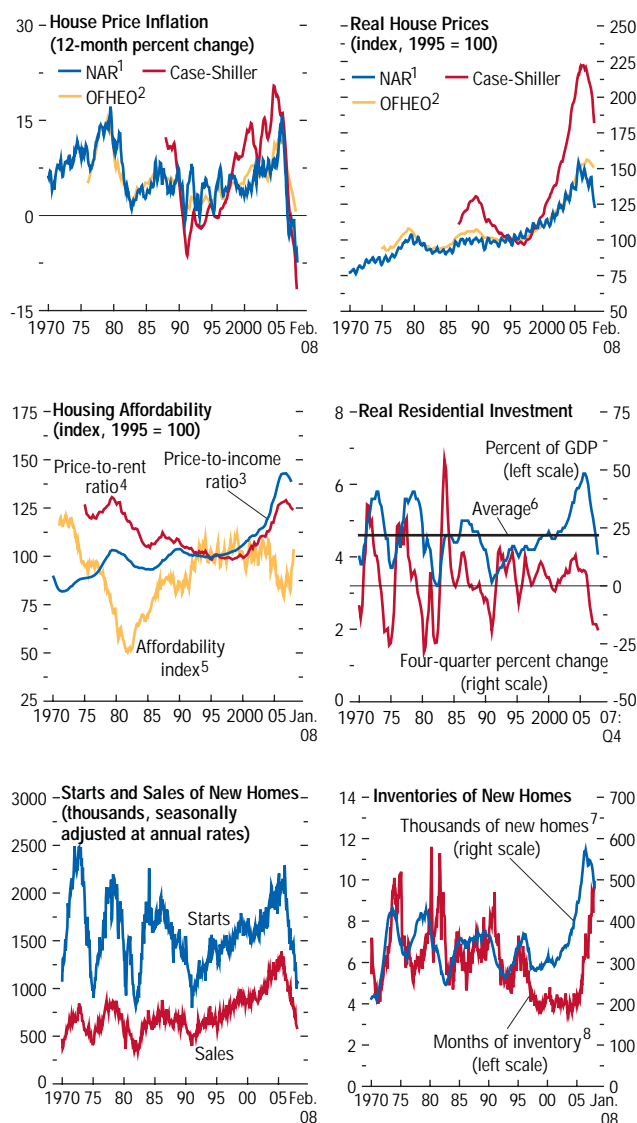 House Price Inflation
(12-month percent change)
NAR1
Case-Shiller
OFHEO2
30
15
0
-15
1970 75 80 85 90 95 2000 05 Feb.
08
Real House Prices
(index, 1995 = 100)
NAR1
Case-Shiller
OFHEO2
250
225
200
175
150
125
100
75
50
1970 75 80 85 90 95 2000 05 Feb.
08
Housing Affordability
(index, 1995 = 100)
Price-to-rent
ratio4
Price-to-income
ratio3
Affordability
index5
175
150
125
100
75
50
25
1970 75 80 85 90 95 2000 05 Jan.
08
Real Residential Investment
Percent of GDP
(left scale)
Average6
Four-quarter percent change
(right scale)
8
6
4
2
0
75
50
25
0
-25
-50
1970 75 80 85 90 95 2000 05 07:
Q4
Starts and Sales of New Homes
(thousands, seasonally
adjusted at annual rates)
Starts
Sales
3000
2500
2000
1500
1000
500
0
1970 75 80 85 90 95 00 05 Feb.
08
Inventories of New Homes
Thousands of new homes7
(right scale)
Months of inventory8
(left scale)
14
12
10
8
6
4
2
0
700
600
500
400
300
200
100
0
1970 75 80 85 90 95 00 05 Jan.
08